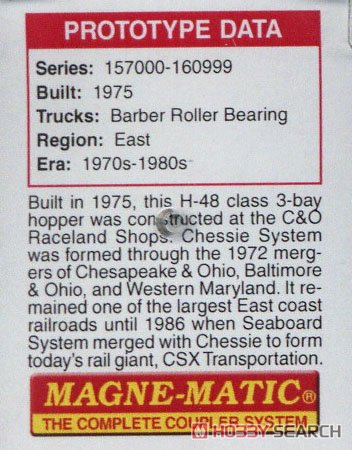 PROTOTYPE DATA
Series: 157000-160999
Built: 1975
Trucks: Barber Roller Bearing
Region: East
Era: 1970s-1980s
Built in 1975, this H-48 class 3-bay
hopper was constructed at the C&O
Raceland Shops. Chessie System
was formed through the 1972 merg-
ers of Chesapeake & Ohio, Baltimore
& Ohio, and Western Maryland. It re-
mained one of the largest East coast
railroads until 1986 when Seaboard
System merged with Chessie to form
today's rail giant, CSX Transportation.
MAGNE-MATIC®
THE COMPLETE COUPLER SYSTEM
HOBBYSEARCH